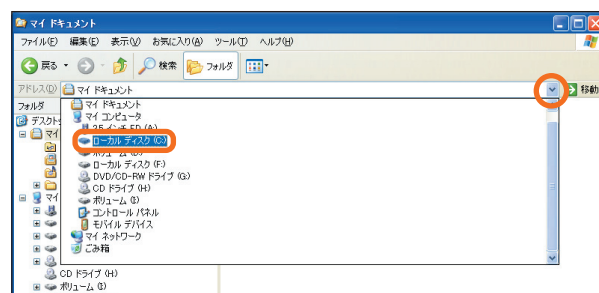 マイ ドキュメント
ファイル(F) 編集(E) 表示(V) お気に入り(A) ツール(T) ヘルプ(H)
戻る 検索 フォルダ
アドレス(D) マイ ドキュメント 移動
フォルダ
マイ ドキュメント
マイ コンピュータ
3.5 インチ FD (A:)
ローカル ディスク (C:)
ボリューム (D:)
ローカル ディスク (F:)
DVD/CD-RW ドライブ (G:)
CD ドライブ (H:)
ボリューム (I:)
コントロール パネル
モバイル デバイス
マイ ネットワーク
ごみ箱
デスクト
マイ
マイ
CD ドライブ (H:)
ボリューム (I:)